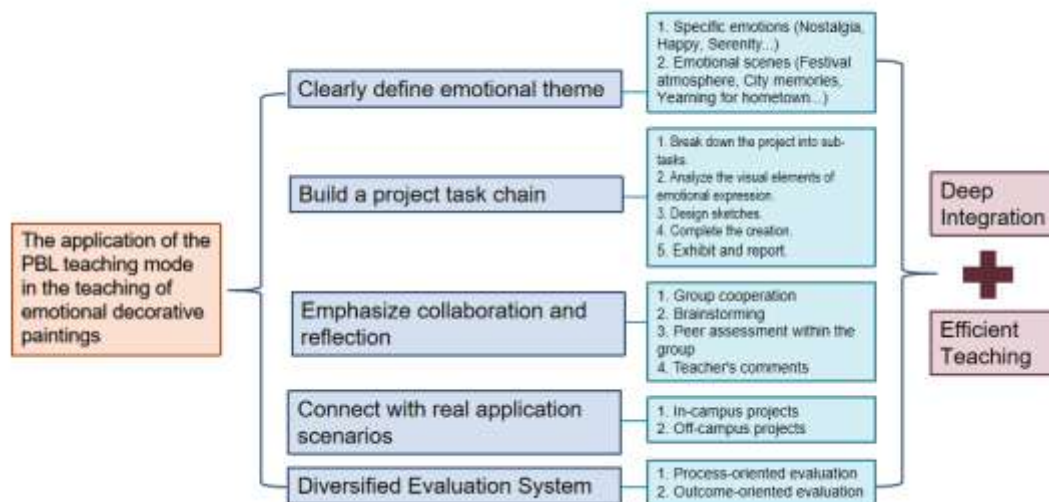 The application of the
PBL teaching mode
in the teaching of
emotional decorative
paintings
Clearly define emotional theme
1. Specific emotions (Nostalgia,
Happy, Serenity...)
2. Emotional scenes (Festival
atmosphere, City memories,
Yearning for hometown...)
Build a project task chain
1. Break down the project into sub-
tasks.
2. Analyze the visual elements of
emotional expression.
3. Design sketches.
4. Complete the creation.
5. Exhibit and report.
Emphasize collaboration and
reflection
1. Group cooperation
2. Brainstorming
3. Peer assessment within the
group
4. Teacher's comments
Connect with real application
scenarios
1. In-campus projects
2. Off-campus projects
Diversified Evaluation System
1. Process-oriented evaluation
2. Outcome-oriented evaluation
Deep
Integration
Efficient
Teaching